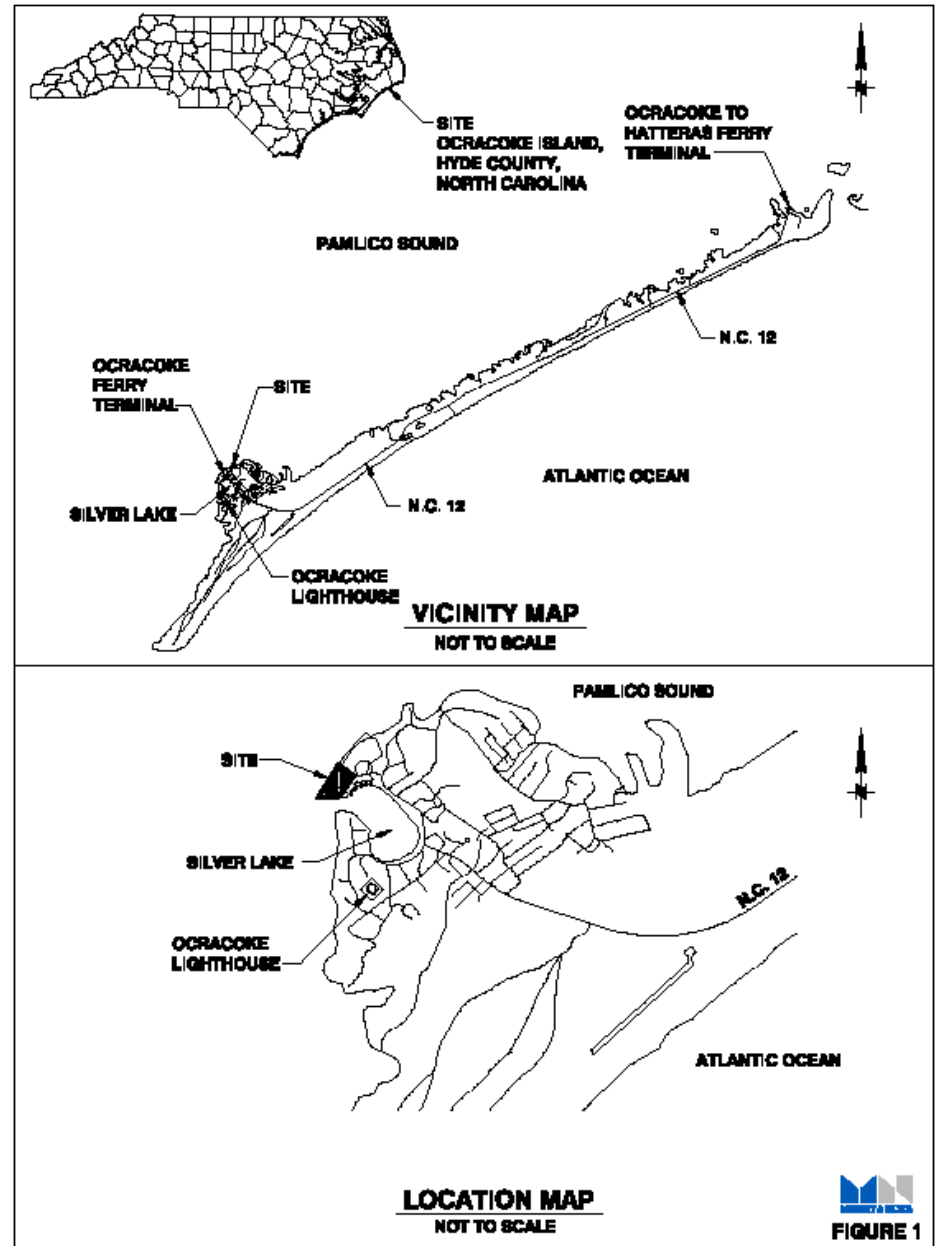 SITE
OCRACOKE ISLAND,
HYDE COUNTY,
NORTH CAROLINA
OCRACOKE TO
HATTERAS FERRY
TERMINAL
PAMLICO SOUND
N.C. 12
OCRACOKE
FERRY
TERMINAL
SITE
SILVER LAKE
N.C. 12
ATLANTIC OCEAN
OCRACOKE
LIGHTHOUSE
VICINITY MAP
NOT TO SCALE
PAMLICO SOUND
SITE
SILVER LAKE
OCRACOKE
LIGHTHOUSE
N.C. 12
ATLANTIC OCEAN
LOCATION MAP
NOT TO SCALE
FIGURE 1